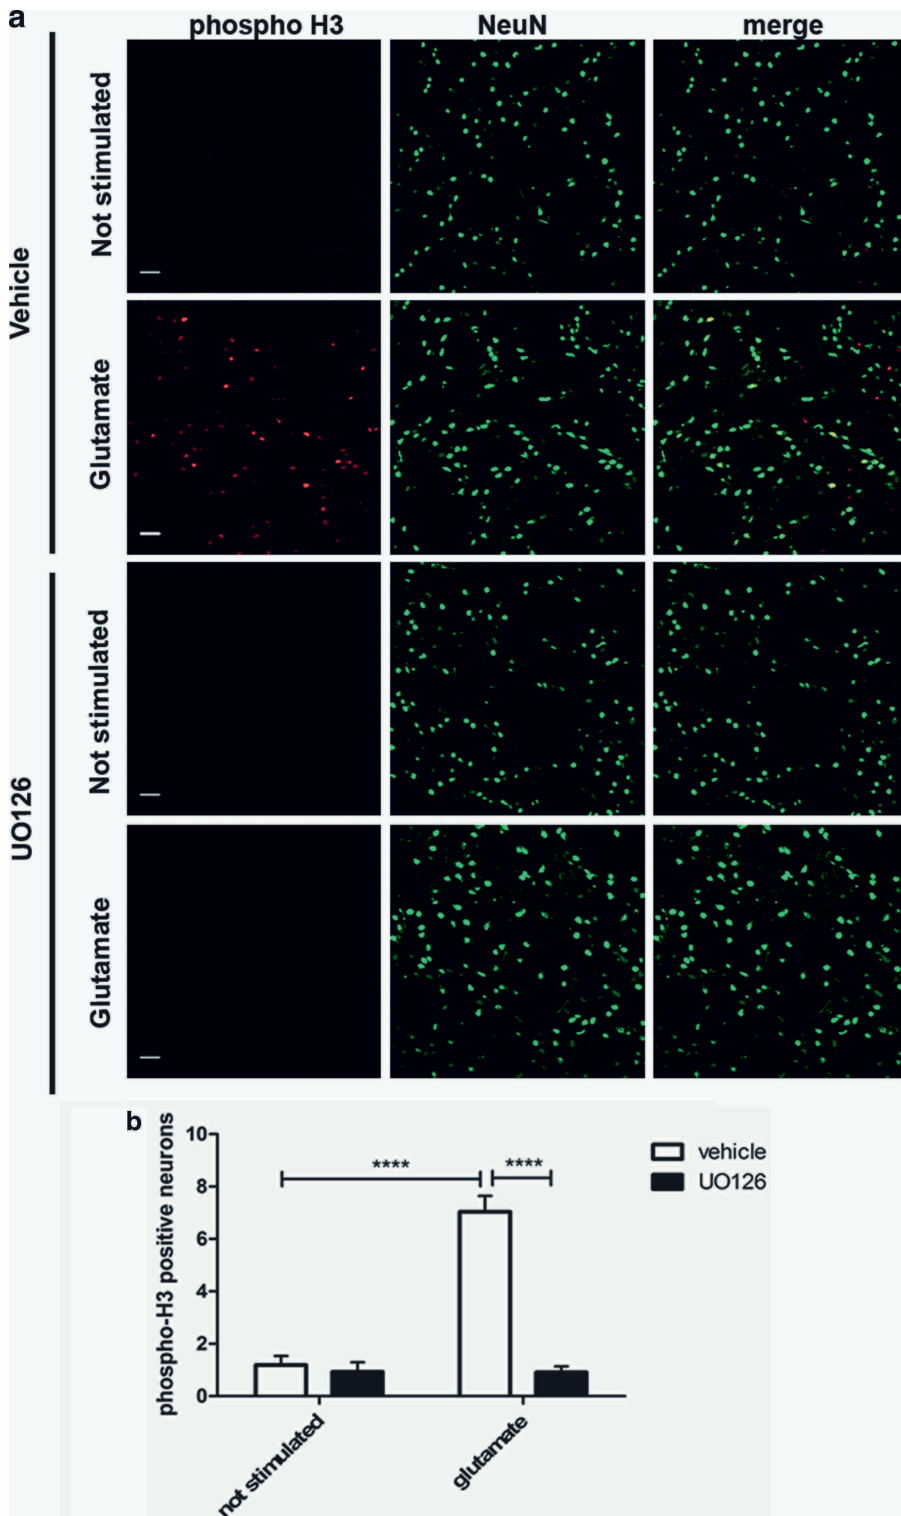 a
phospho H3 NeuN merge
Vehicle
Not stimulated
Glutamate
UO126
Not stimulated
Glutamate
b
phospho-H3 positive neurons
10
8
6
4
2
0
**** ****
vehicle
UO126
not stimulated
glutamate